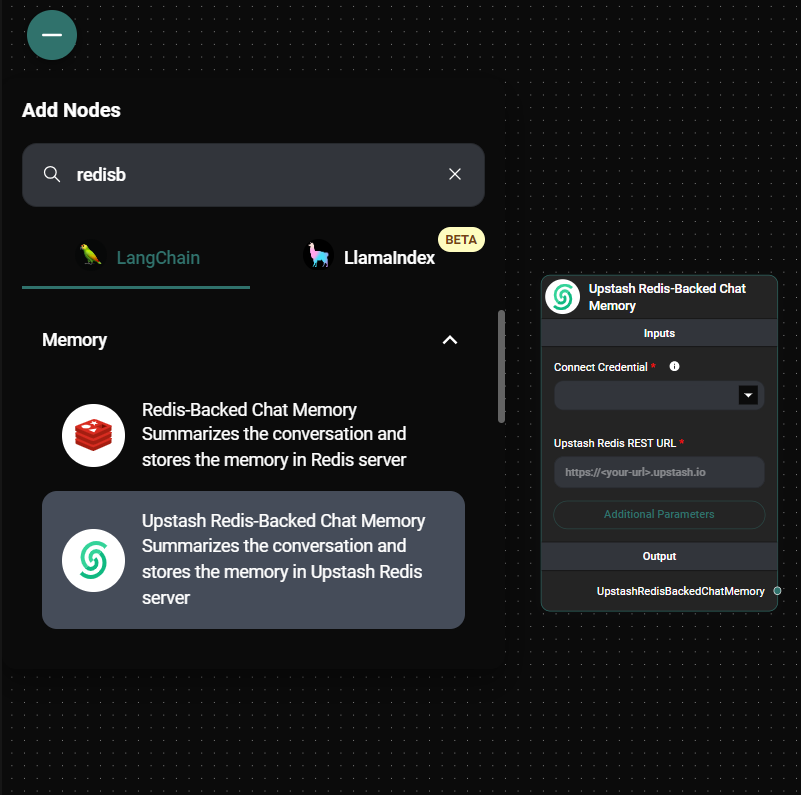 Add Nodes
redisb
LangChain
LlamaIndex
BETA
Memory
Redis-Backed Chat Memory
Summarizes the conversation and
stores the memory in Redis server
Upstash Redis-Backed Chat Memory
Summarizes the conversation and
stores the memory in Upstash Redis
server
Upstash Redis-Backed Chat
Memory
Inputs
Connect Credential *
Upstash Redis REST URL *
https://<your-url>.upstash.io
Additional Parameters
Output
UpstashRedisBackedChatMemory